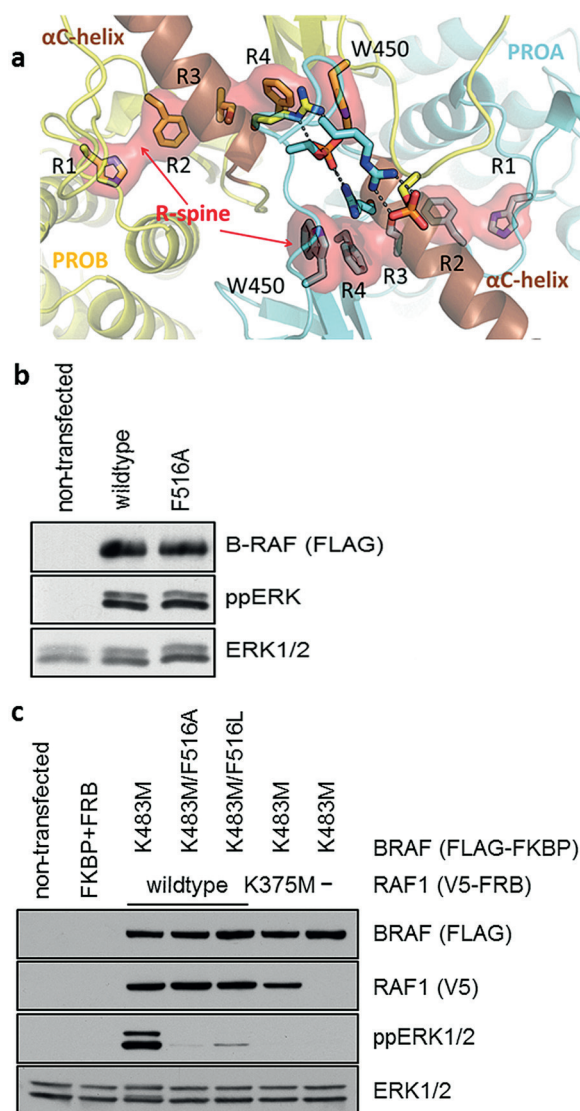 a
αC-helix
R4
W450
PROA
R3
R1
R2
R1
R-spine
R2
PROB
R3
W450
R4
αC-helix
b
non-transfected
wildtype
F516A
B-RAF (FLAG)
ppERK
ERK1/2
c
non-transfected
FKBP+FRB
K483M
K483M/F516A
K483M/F516L
K483M
K483M
BRAF (FLAG-FKBP)
wildtype K375M – RAF1 (V5-FRB)
BRAF (FLAG)
RAF1 (V5)
ppERK1/2
ERK1/2